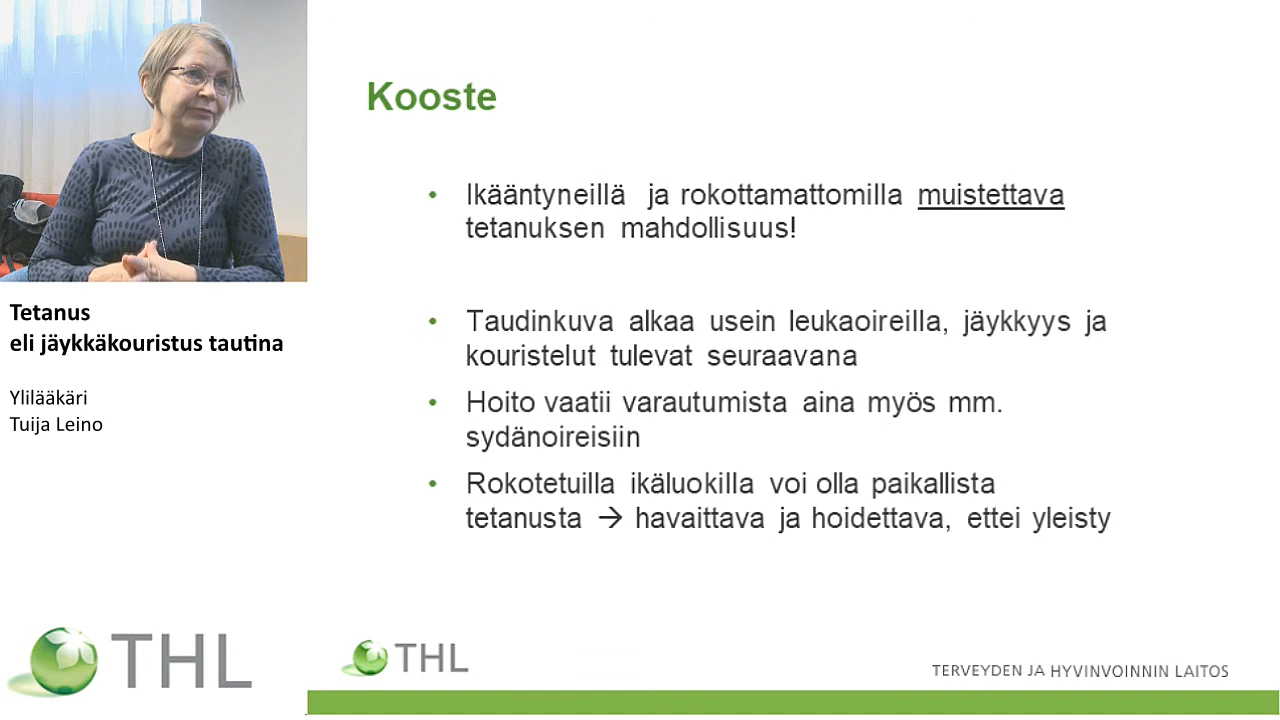 Kooste
• Ikääntyneillä ja rokottamattomilla muistettava
tetanuksen mahdollisuus!
• Taudinkuva alkaa usein leukaoireilla, jäykkyys ja
kouristelut tulevat seuraavana
• Hoito vaatii varautumista aina myös mm.
sydänoireisiin
• Rokotetuilla ikäluokilla voi olla paikallista
tetanusta → havaittava ja hoidettava, ettei yleisty
Tetanus
eli jäykkäkouristus tautina
Ylilääkäri
Tuija Leino
THL
THL
TERVEYDEN JA HYVINVOINNIN LAITOS